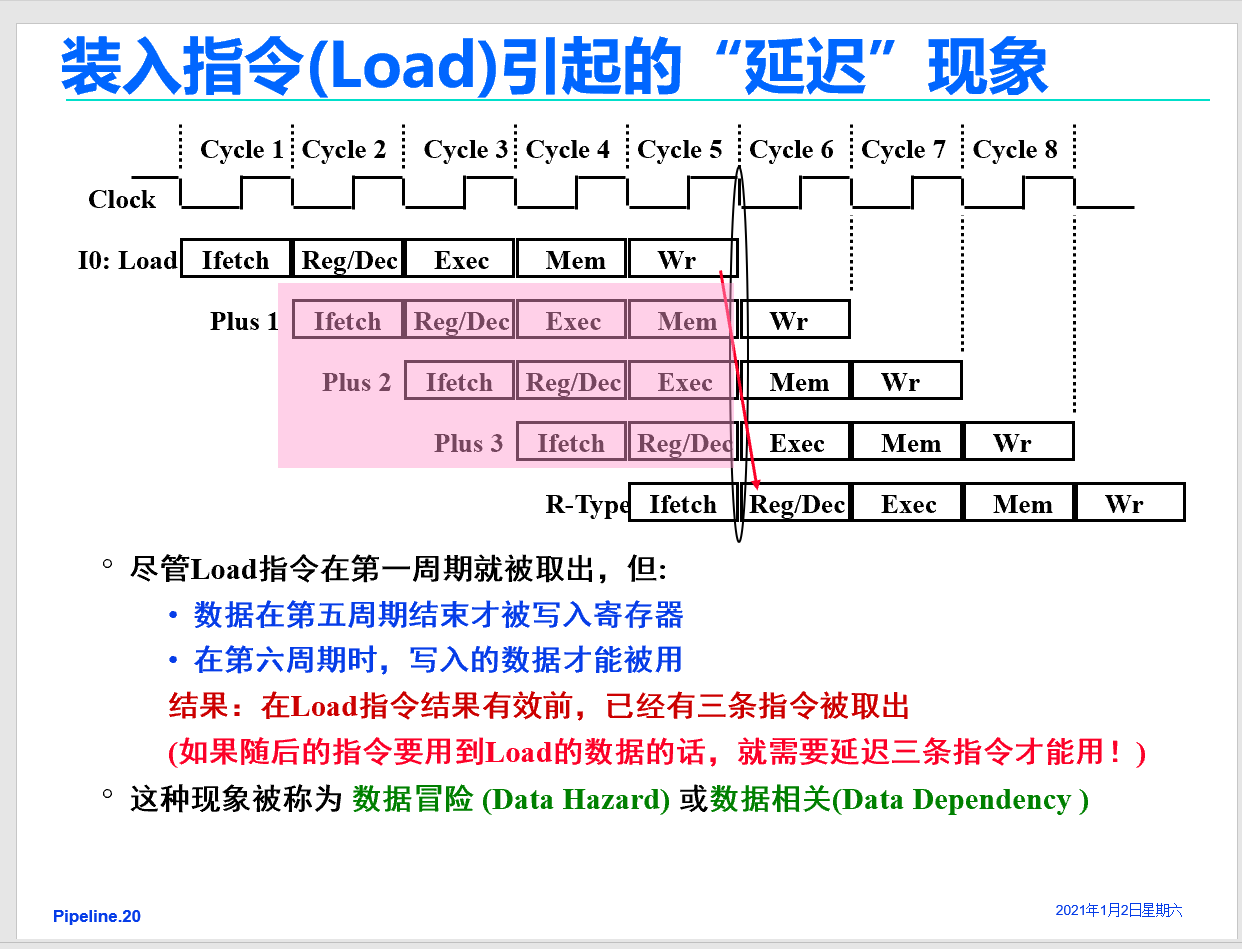 装入指令(Load)引起的“延迟”现象
Cycle 1 Cycle 2 Cycle 3 Cycle 4 Cycle 5 Cycle 6 Cycle 7 Cycle 8
Clock
I0: Load Ifetch Reg/Dec Exec Mem Wr
Plus 1 Ifetch Reg/Dec Exec Mem Wr
Plus 2 Ifetch Reg/Dec Exec Mem Wr
Plus 3 Ifetch Reg/Dec Exec Mem Wr
R-Type Ifetch Reg/Dec Exec Mem Wr
° 尽管Load指令在第一周期就被取出，但:
• 数据在第五周期结束才被写入寄存器
• 在第六周期时，写入的数据才能被用
结果：在Load指令结果有效前，已经有三条指令被取出
(如果随后的指令要用到Load的数据的话，就需要延迟三条指令才能用！)
° 这种现象被称为 数据冒险 (Data Hazard) 或数据相关(Data Dependency )
Pipeline.20
2021年1月2日星期六